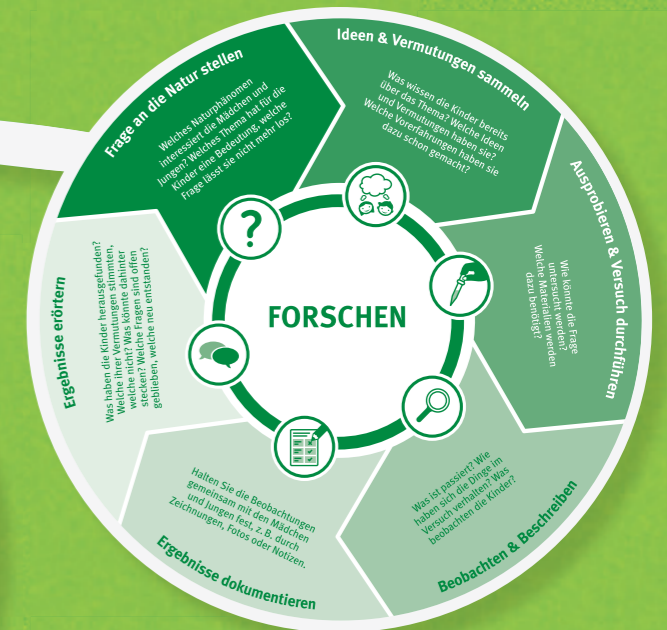 Frage an die Natur stellen
Welches Naturphänomen
interessiert die Mädchen und
Jungen? Welches Thema hat für die
Kinder eine Bedeutung, welche
Frage lässt sie nicht mehr los?
Ideen & Vermutungen sammeln
Was wissen die Kinder bereits
über das Thema? Welche Ideen
und Vermutungen haben sie?
Welche Vorerfahrungen haben sie
dazu schon gemacht?
Ausprobieren & Versuch durchführen
Wie könnte die Frage
untersucht werden?
Welche Materialien werden
dazu benötigt?
Beobachten & Beschreiben
Was ist passiert? Wie
haben sich die Dinge im
Versuch verhalten? Was
beobachten die Kinder?
Ergebnisse dokumentieren
Halten Sie die Beobachtungen
gemeinsam mit den Mädchen
und Jungen fest, z. B. durch
Zeichnungen, Fotos oder Notizen.
Ergebnisse erörtern
Was haben die Kinder herausgefunden?
Welche ihrer Vermutungen stimmten,
welche nicht? Was könnte dahinter
stecken? Welche Fragen sind offen
geblieben, welche neu entstanden?
?
FORSCHEN